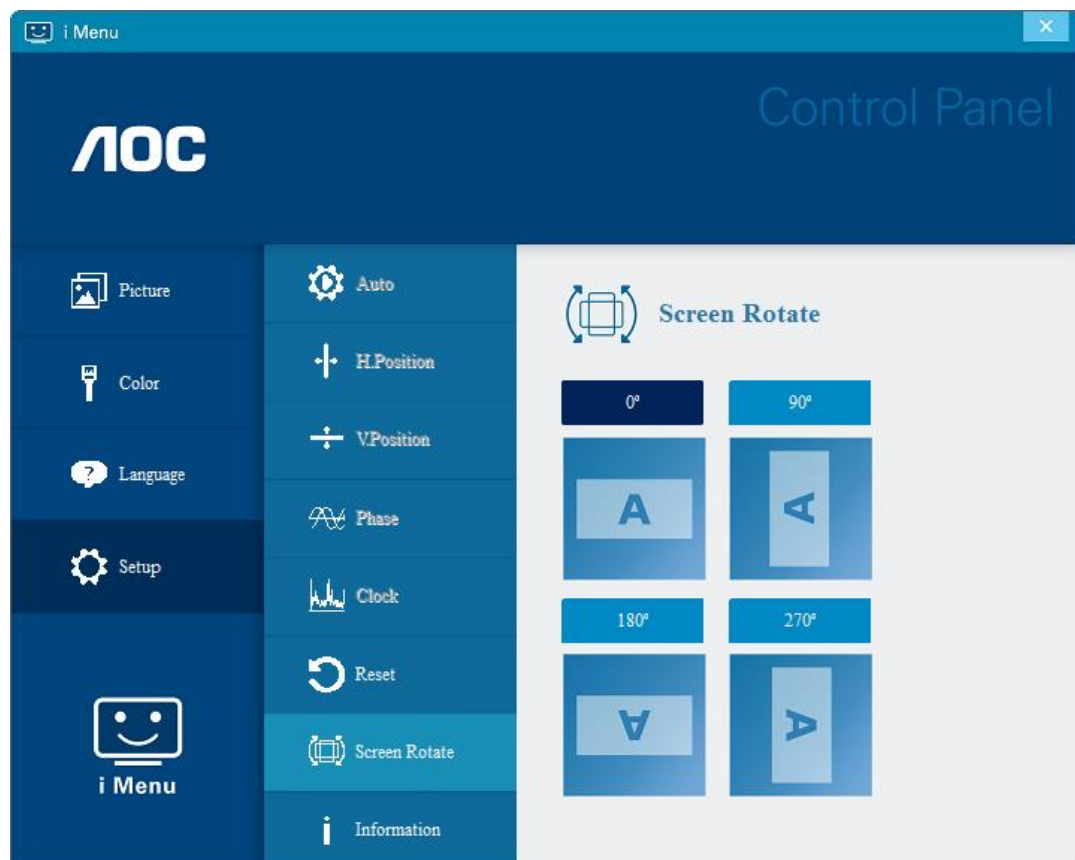 i Menu
Control Panel
AOC
Picture
Color
Language
Setup
i Menu
Auto
H.Position
V.Position
Phase
Clock
Reset
Screen Rotate
Information
Screen Rotate
0°
90°
A
A
180°
270°
A
A